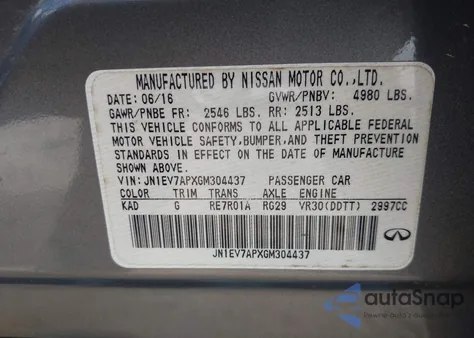 MANUFACTURED BY NISSAN MOTOR CO.,LTD.
DATE: 06/16 GVWR/PNBV: 4980 LBS.
GAWR/PNBE FR: 2546 LBS. RR: 2513 LBS.
THIS VEHICLE CONFORMS TO ALL APPLICABLE FEDERAL
MOTOR VEHICLE SAFETY,BUMPER,AND THEFT PREVENTION
STANDARDS IN EFFECT ON THE DATE OF MANUFACTURE
SHOWN ABOVE.
VIN: JN1EV7APXGM304437 PASSENGER CAR
COLOR TRIM TRANS AXLE ENGINE
KAD G RE7R01A RG29 VR30(DDTT) 2997CC
JN1EV7APXGM304437
INFINITI
autoSnap